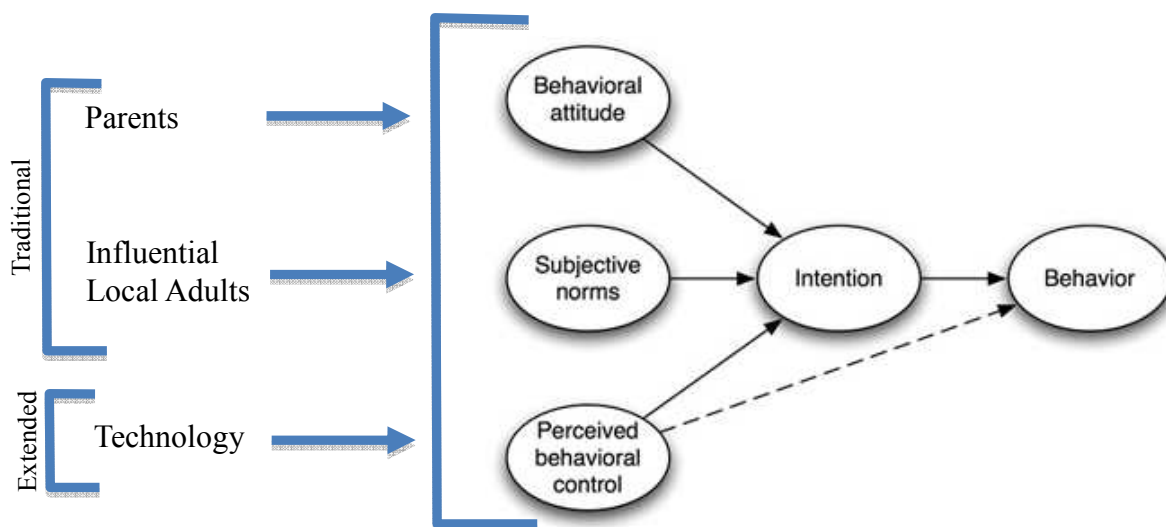 Traditional
Parents
Influential
Local Adults
Extended
Technology
Behavioral
attitude
Subjective
norms
Perceived
behavioral
control
Intention
Behavior